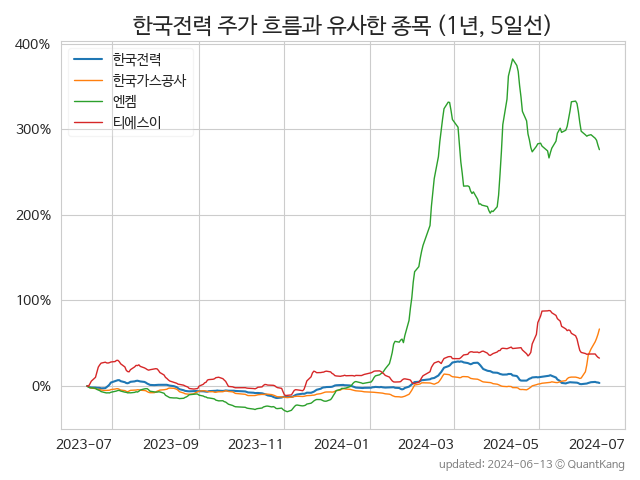 한국전력 주가 흐름과 유사한 종목 (1년, 5일선)
400%
한국전력
한국가스공사
엔켐
티에스이
300%
200%
100%
0%
2023-07 2023-09 2023-11 2024-01 2024-03 2024-05 2024-07
updated: 2024-06-13 ⓒ QuantKang